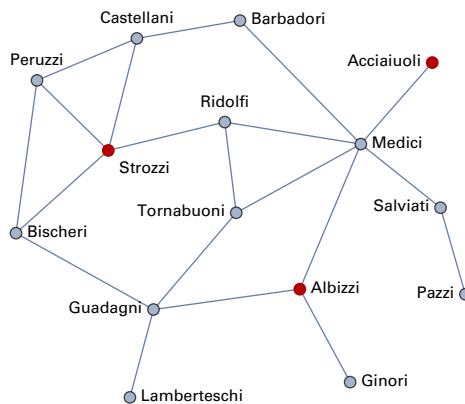 Castellani
Barbadori
Peruzzi
Acciaiuoli
Ridolfi
Medici
Strozzi
Salviati
Tornabuoni
Bischeri
Albizzi
Pazzi
Guadagni
Ginori
Lamberteschi